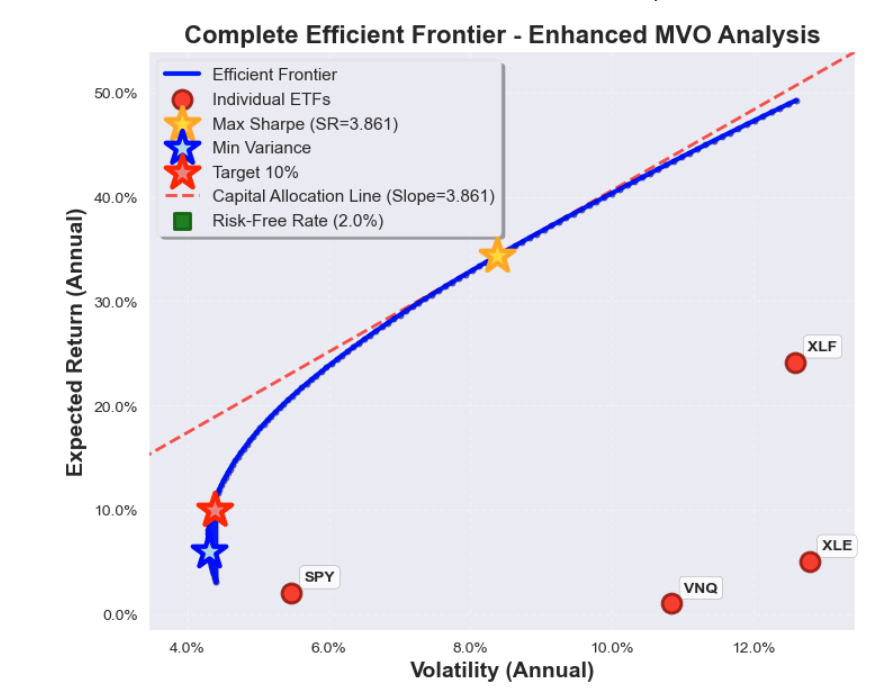 Complete Efficient Frontier - Enhanced MVO Analysis
Efficient Frontier
Individual ETFs
Max Sharpe (SR=3.861)
Min Variance
Target 10%
Capital Allocation Line (Slope=3.861)
Risk-Free Rate (2.0%)
Expected Return (Annual)
50.0%
40.0%
30.0%
20.0%
10.0%
0.0%
XLF
XLE
SPY
VNQ
4.0%
6.0%
8.0%
10.0%
12.0%
Volatility (Annual)